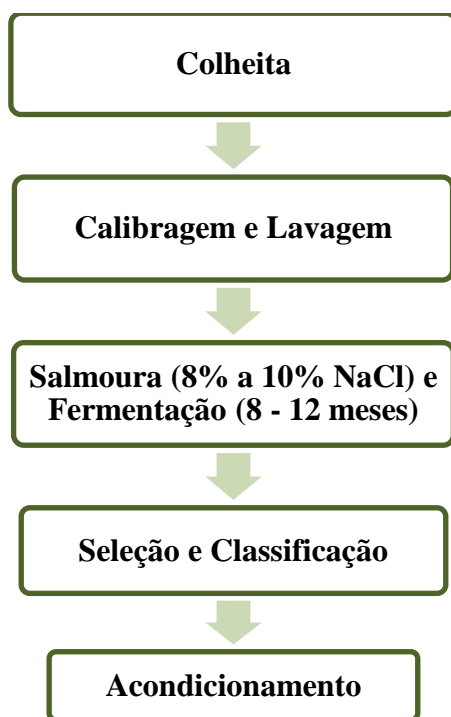 Colheita
Calibragem e Lavagem
Salmoura (8% a 10% NaCl) e
Fermentação (8 - 12 meses)
Seleção e Classificação
Acondicionamento